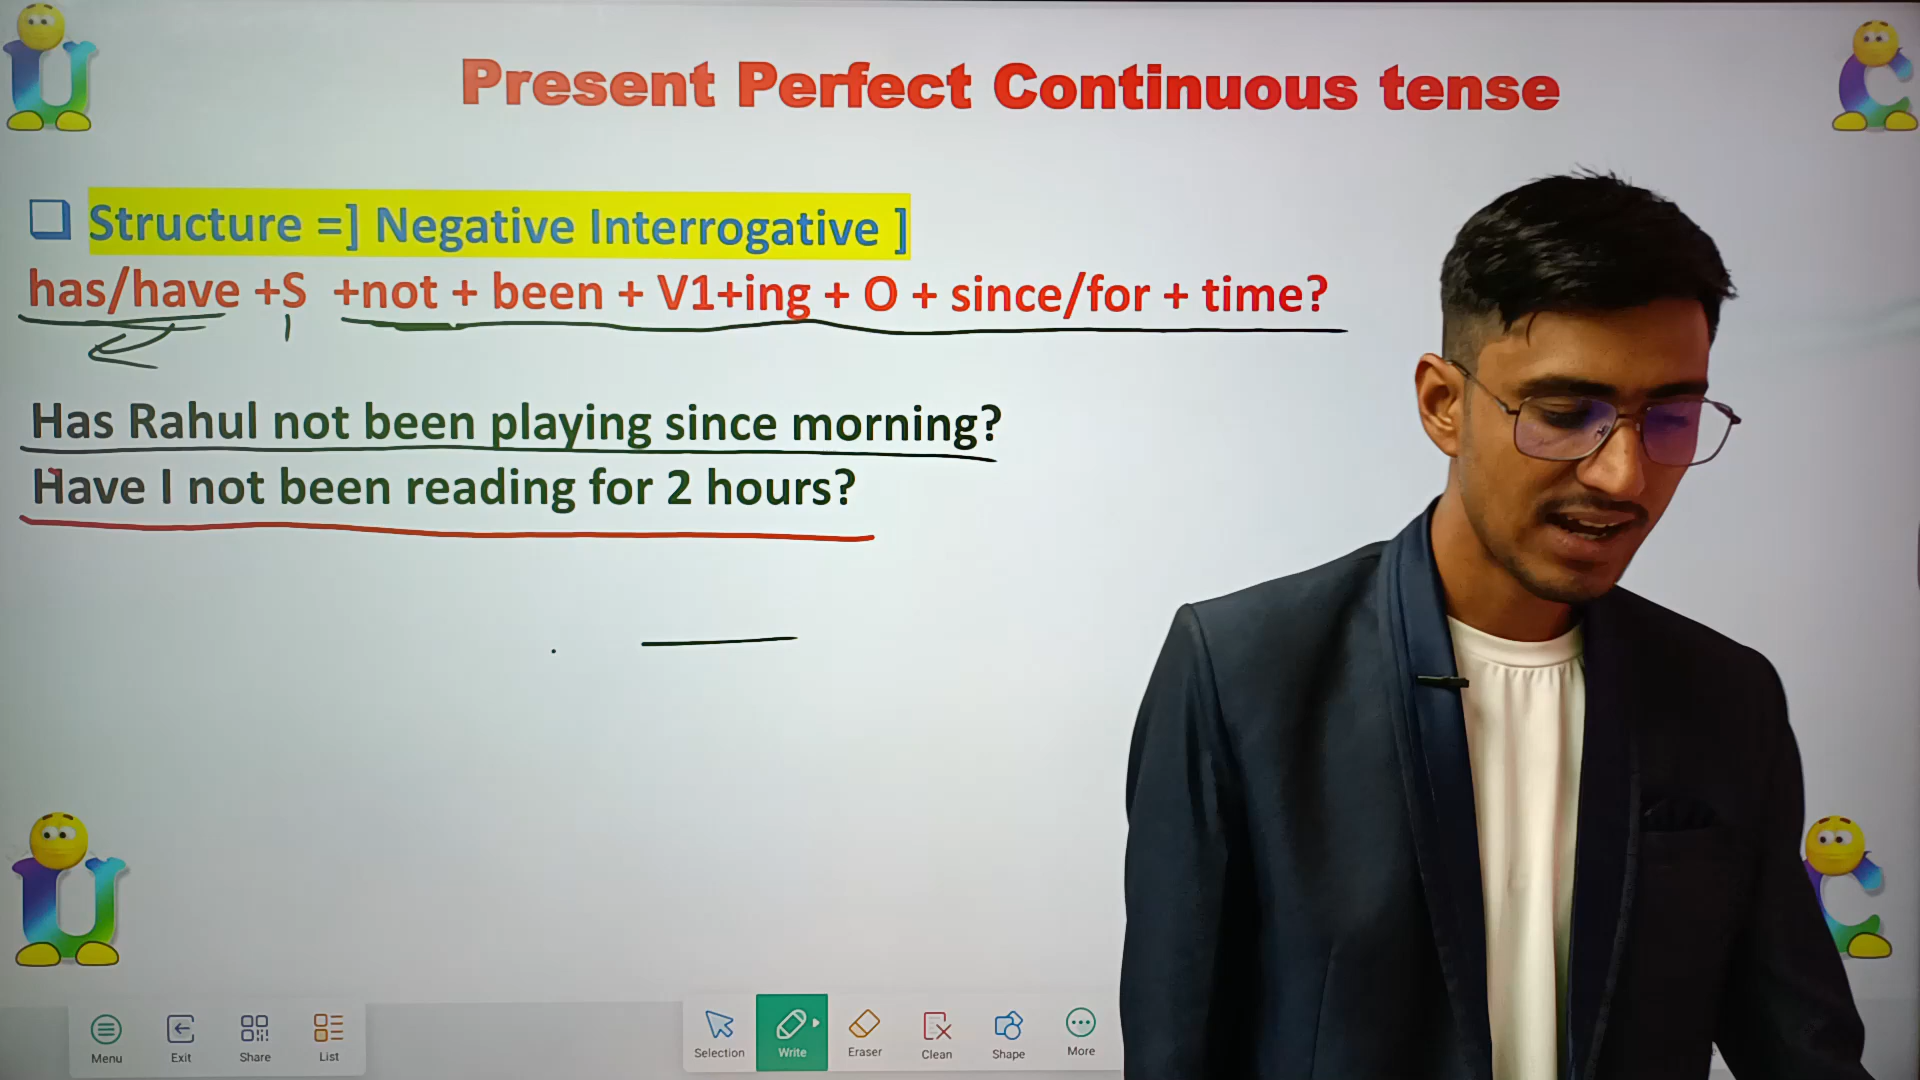 Present Perfect Continuous tense
Structure =] Negative Interrogative ]
has/have +S +not + been + V1+ing + O + since/for + time?
Has Rahul not been playing since morning?
Have I not been reading for 2 hours?
Menu Exit Share List Selection Write Eraser Clean Shape More